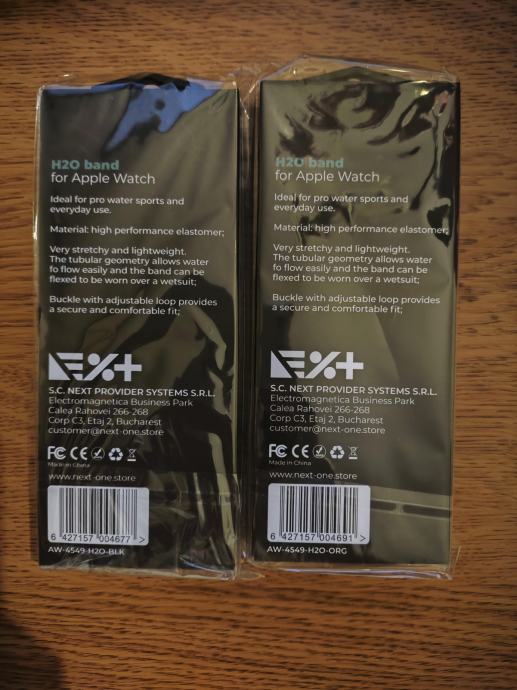 H2O band
for Apple Watch
Ideal for pro water sports and
everyday use.
Material: high performance elastomer;
Very stretchy and lightweight.
The tubular geometry allows water
fo flow easily and the band can be
flexed to be worn over a wetsuit;
Buckle with adjustable loop provides
a secure and comfortable fit;
NEXT
S.C. NEXT PROVIDER SYSTEMS S.R.L.
Electromagnetica Business Park
Calea Rahovei 266-268
Corp C3, Etaj 2, Bucharest
customer@next-one.store
FC CE
Made in China
www.next-one.store
6 427157 004677 >
AW-4549-H2O-BLK
H2O band
for Apple Watch
Ideal for pro water sports and
everyday use.
Material: high performance elastomer;
Very stretchy and lightweight.
The tubular geometry allows water
fo flow easily and the band can be
flexed to be worn over a wetsuit;
Buckle with adjustable loop provides
a secure and comfortable fit;
NEXT
S.C. NEXT PROVIDER SYSTEMS S.R.L.
Electromagnetica Business Park
Calea Rahovei 266-268
Corp C3, Etaj 2, Bucharest
customer@next-one.store
FC CE
Made in China
www.next-one.store
6 427157 004691 >
AW-4549-H2O-ORG